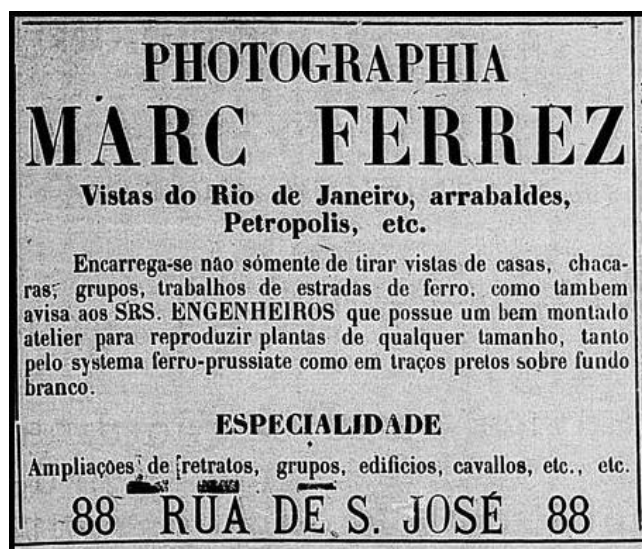 PHOTOGRAPHIA
MARC FERREZ
Vistas do Rio de Janeiro, arrabaldes,
Petropolis, etc.
Encarrega-se não sómente de tirar vistas de casas, chaca-
ras, grupos, trabalhos de estradas de ferro, como tambem
avisa aos SRS. ENGENHEIROS que possue um bem montado
atelier para reproduzir plantas de qualquer tamanho, tanto
pelo systema ferro-prussiate como em traços pretos sobre fundo
branco.
ESPECIALIDADE
Ampliações de retratos, grupos, edificios, cavallos, etc., etc.
88 RUA DE S. JOSÉ 88